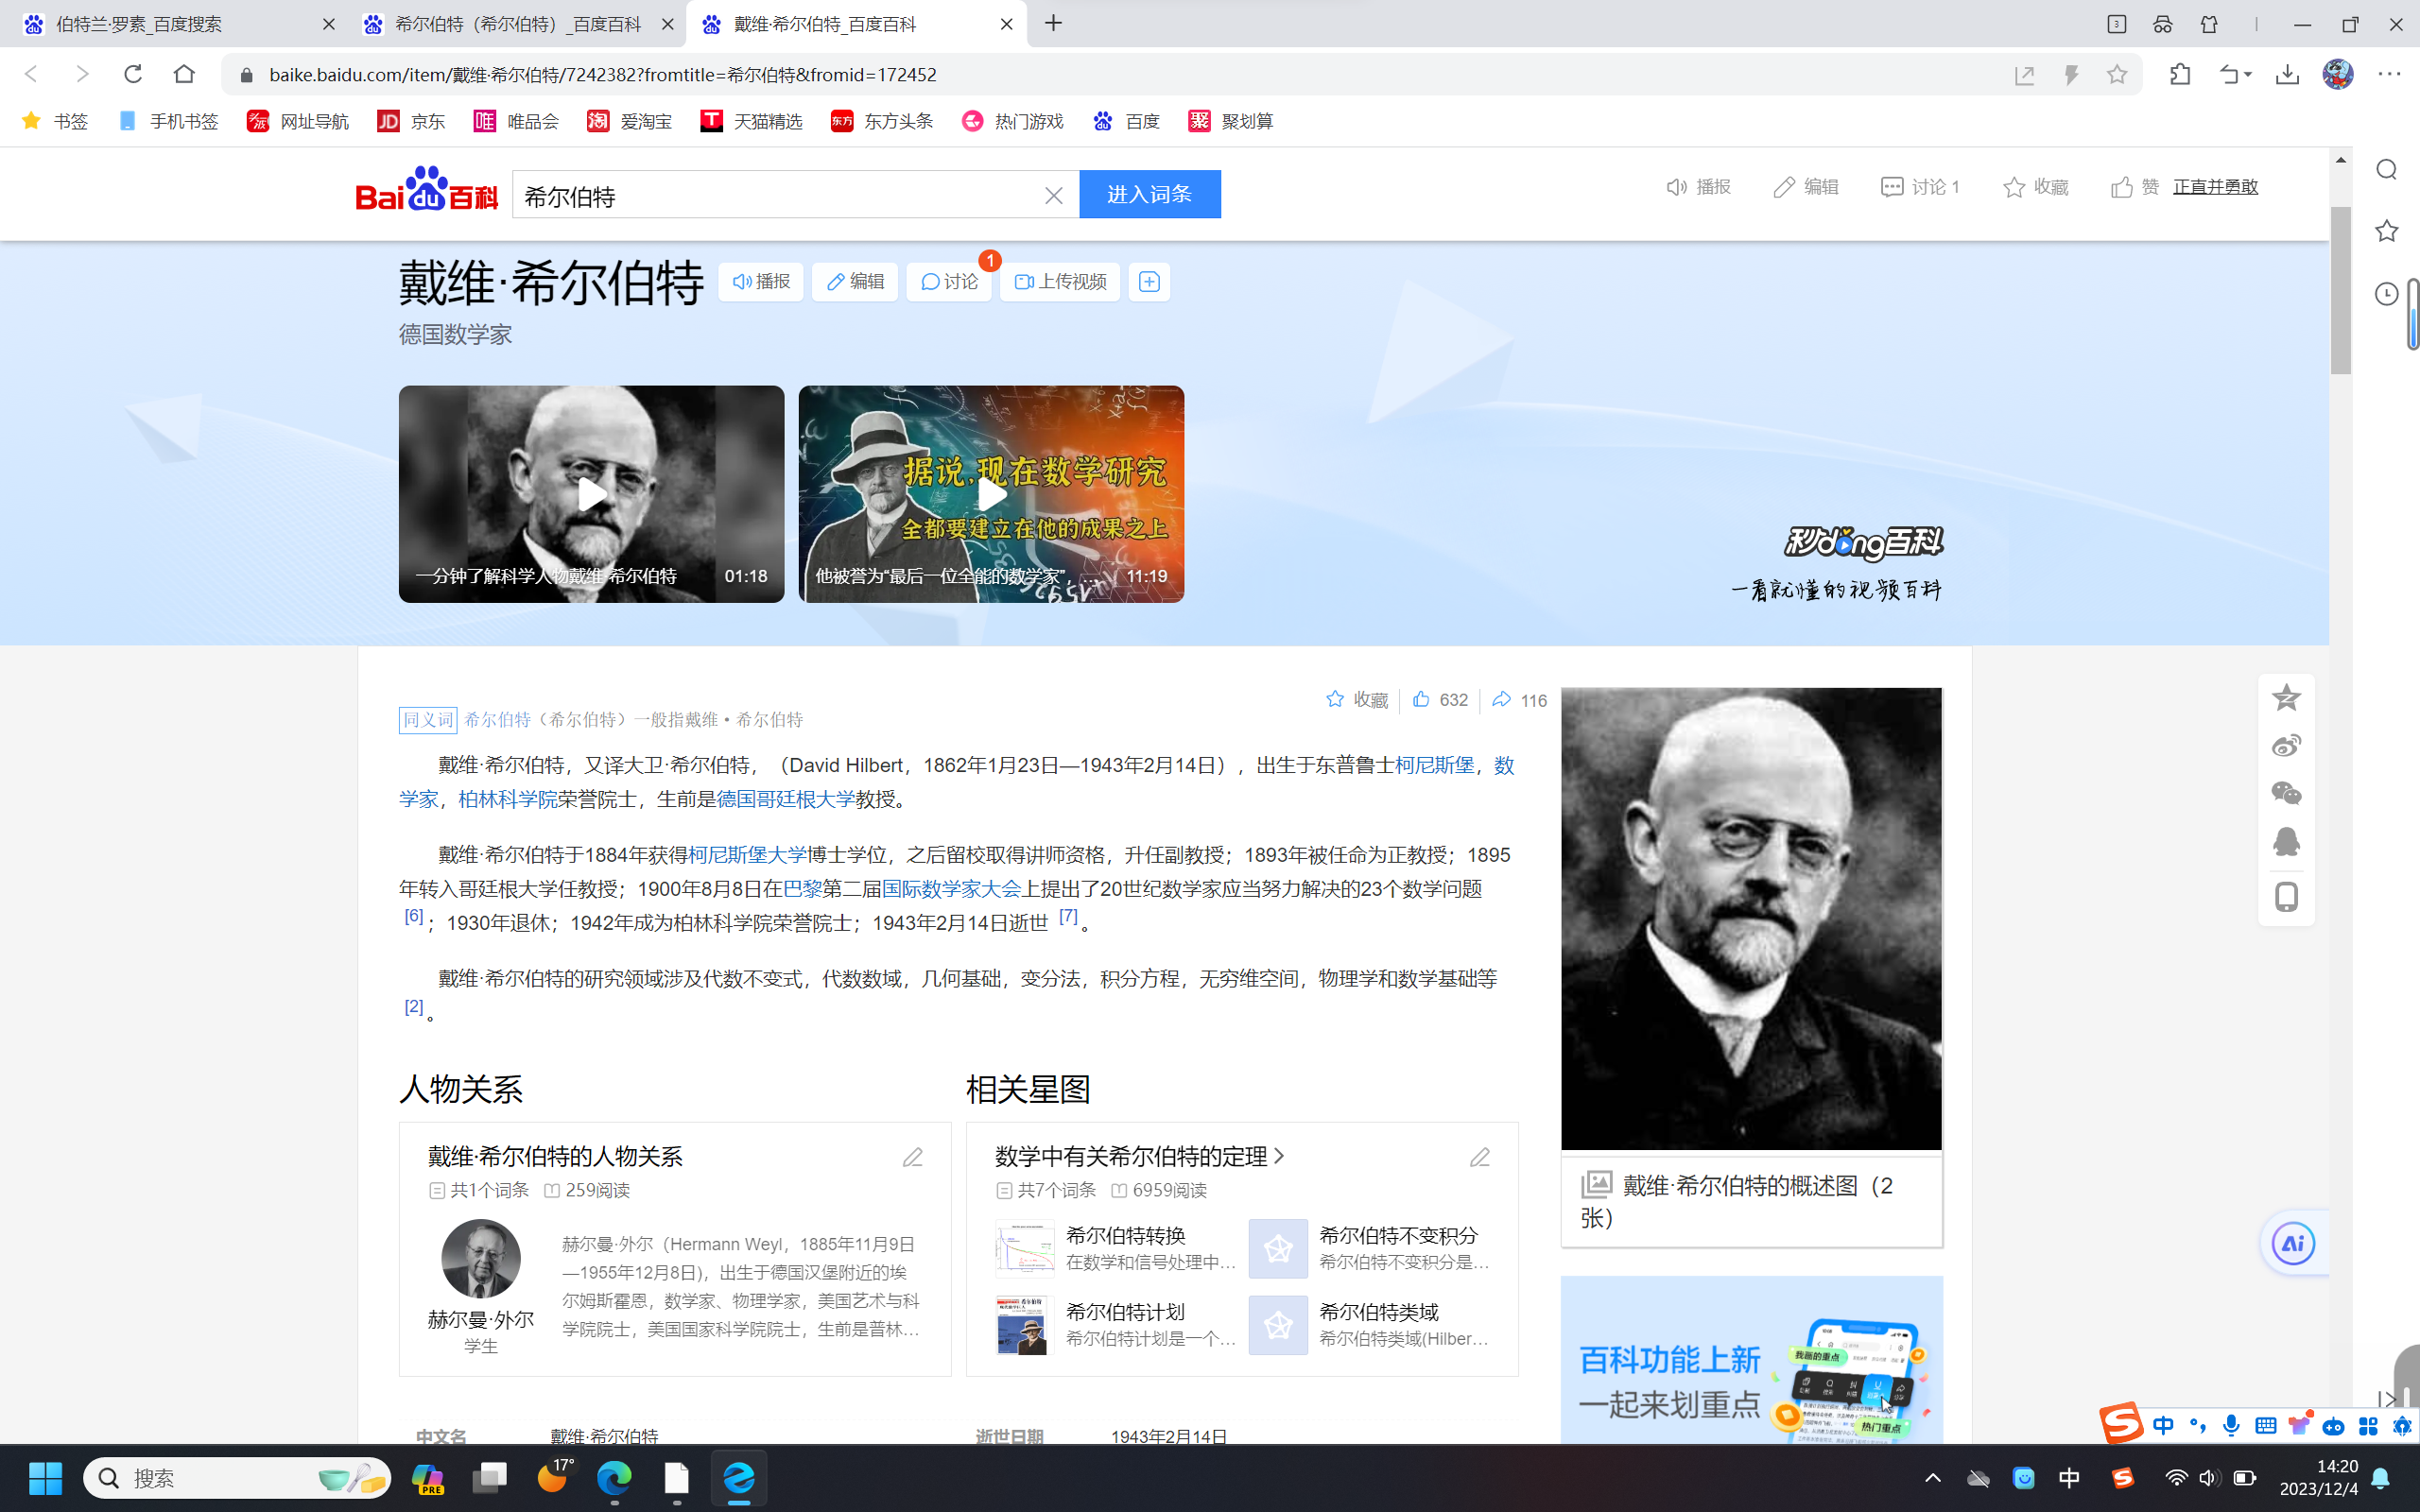 伯特兰·罗素_百度搜索
希尔伯特（希尔伯特）_百度百科
戴维·希尔伯特_百度百科
3
baike.baidu.com/item/戴维·希尔伯特/7242382?fromtitle=希尔伯特&fromid=172452
书签 手机书签 网址导航 京东 唯品会 爱淘宝 天猫精选 东方头条 热门游戏 百度 聚划算
Bai du 百科 希尔伯特 进入词条 播报 编辑 讨论 1 收藏 赞 正直并勇敢
戴维·希尔伯特 播报 编辑 讨论 1 上传视频
德国数学家
据说,现在数学研究
全都要建立在他的成果之上
一分钟了解科学人物戴维·希尔伯特 01:18
他被誉为“最后一位全能的数学家”，... 11:19
秒dǒng百科
一看就懂的视频百科
收藏 632 116
同义词 希尔伯特（希尔伯特）一般指戴维·希尔伯特
戴维·希尔伯特，又译大卫·希尔伯特，（David Hilbert，1862年1月23日—1943年2月14日），出生于东普鲁士柯尼斯堡，数
学家，柏林科学院荣誉院士，生前是德国哥廷根大学教授。
戴维·希尔伯特于1884年获得柯尼斯堡大学博士学位，之后留校取得讲师资格，升任副教授；1893年被任命为正教授；1895
年转入哥廷根大学任教授；1900年8月8日在巴黎第二届国际数学家大会上提出了20世纪数学家应当努力解决的23个数学问题
[6]；1930年退休；1942年成为柏林科学院荣誉院士；1943年2月14日逝世 [7]。
戴维·希尔伯特的研究领域涉及代数不变式，代数数域，几何基础，变分法，积分方程，无穷维空间，物理学和数学基础等
[2]。
人物关系
戴维·希尔伯特的人物关系
共1个词条 259阅读
赫尔曼·外尔
学生
赫尔曼·外尔（Hermann Weyl，1885年11月9日
—1955年12月8日)，出生于德国汉堡附近的埃
尔姆斯霍恩，数学家、物理学家，美国艺术与科
学院院士，美国国家科学院院士，生前是普林...
相关星图
数学中有关希尔伯特的定理
共7个词条 6959阅读
希尔伯特转换
在数学和信号处理中...
希尔伯特不变积分
希尔伯特不变积分是...
希尔伯特计划
希尔伯特计划是一个...
希尔伯特类域
希尔伯特类域(Hilber...
戴维·希尔伯特的概述图（2
张）
Ai
百科功能上新
一起来划重点
我画的重点
热门重点
中文名 戴维·希尔伯特 逝世日期 1943年2月14日
中
搜索
PRE
17°
中
14:20
2023/12/4